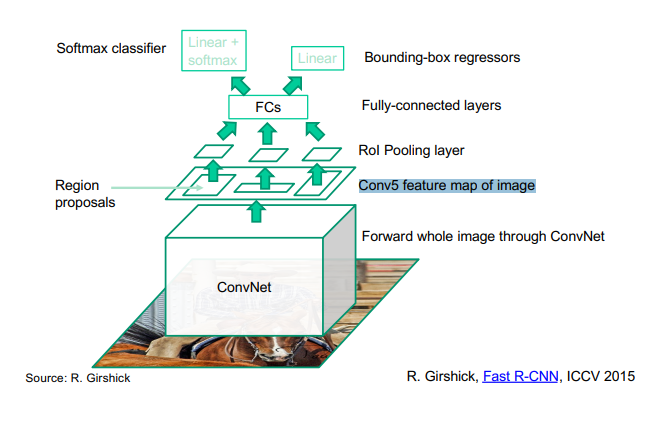 Softmax classifier
Linear +
softmax
Linear
Bounding-box regressors
FCs
Fully-connected layers
RoI Pooling layer
Region
proposals
Conv5 feature map of image
Forward whole image through ConvNet
ConvNet
Source: R. Girshick
R. Girshick, Fast R-CNN, ICCV 2015